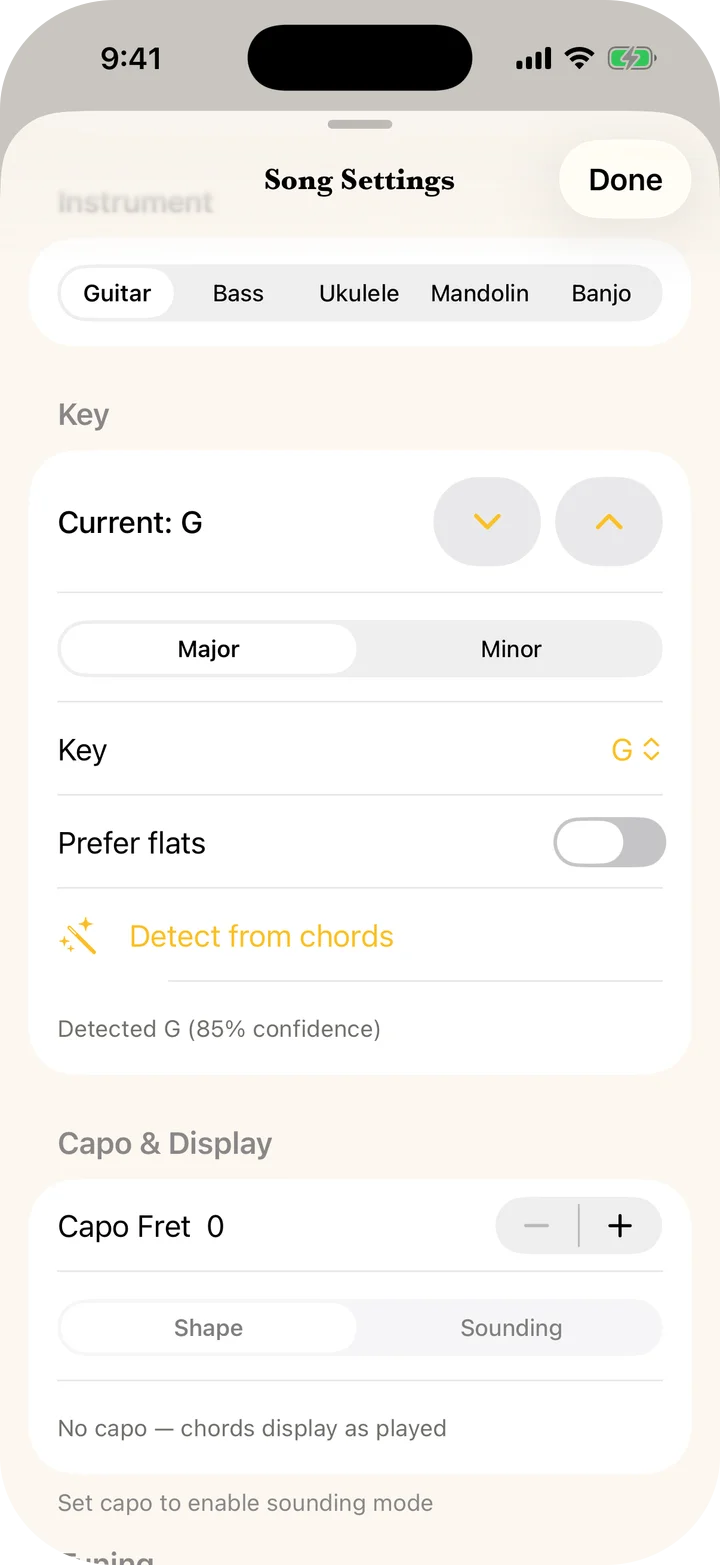 9:41
Song Settings
Done
Instrument
Guitar Bass Ukulele Mandolin Banjo
Key
Current: G
Major Minor
Key G
Prefer flats
Detect from chords
Detected G (85% confidence)
Capo & Display
Capo Fret 0
Shape Sounding
No capo — chords display as played
Set capo to enable sounding mode
Tuning